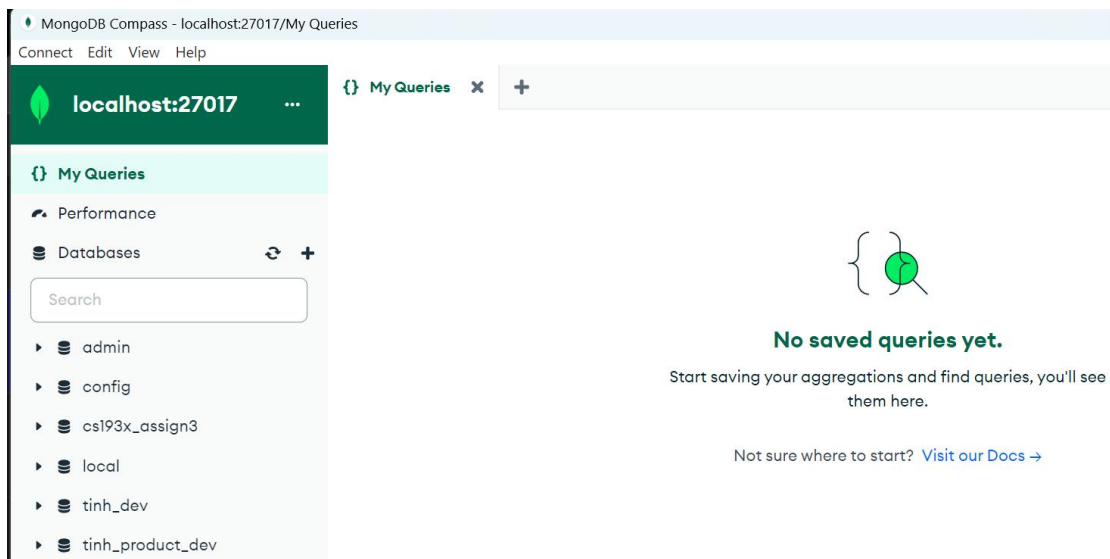 MongoDB Compass - localhost:27017/My Queries
Connect Edit View Help
localhost:27017 ...
{} My Queries
{} My Queries
Performance
Databases
Search
admin
config
cs193x_assign3
local
tinh_dev
tinh_product_dev
No saved queries yet.
Start saving your aggregations and find queries, you'll see
them here.
Not sure where to start? Visit our Docs →